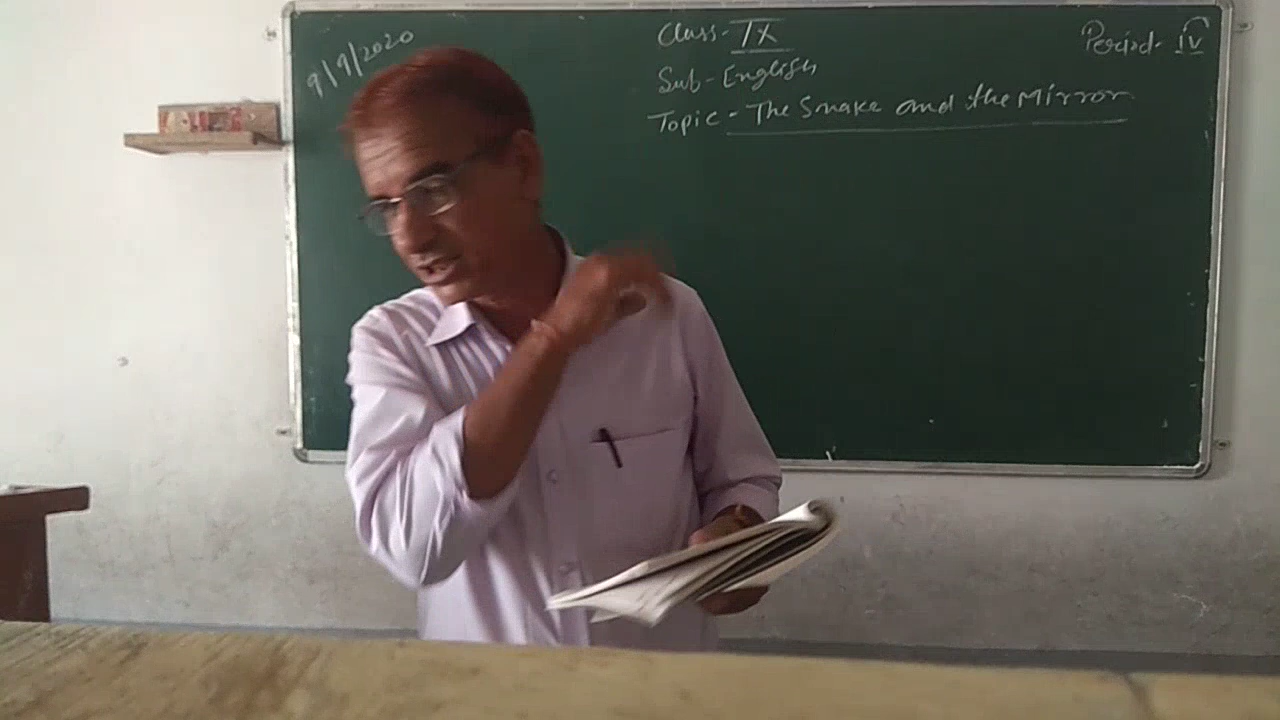 9/9/2020
Class - IX
Period - IV
Sub - English
Topic - The Snake and the Mirror